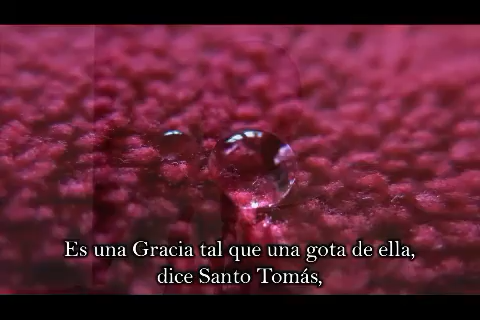 Es una Gracia tal que una gota de ella,
dice Santo Tomás,